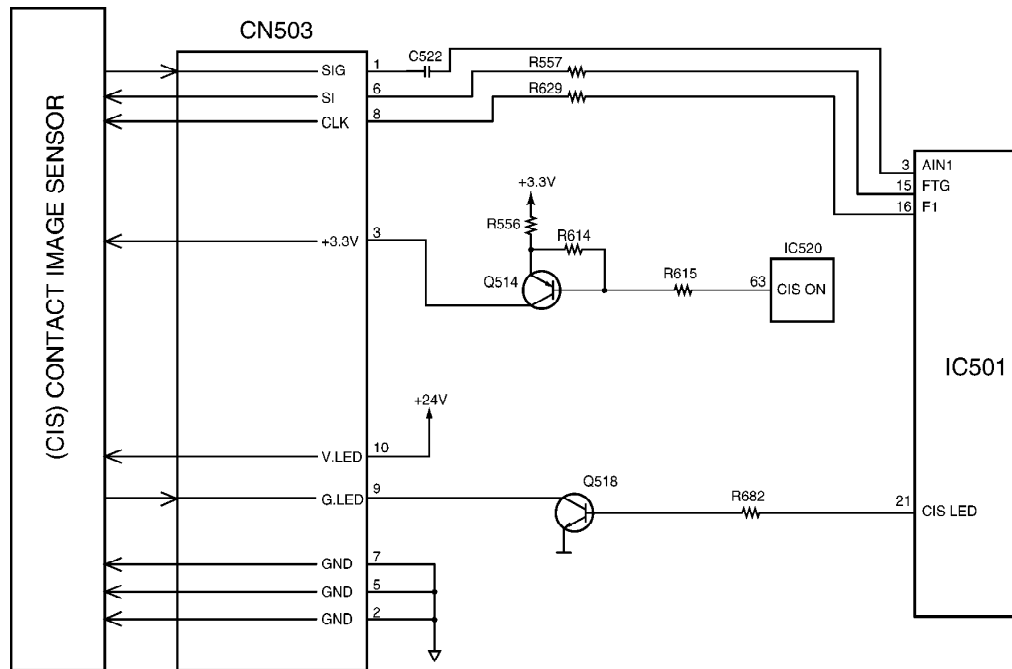 CN503
(CIS) CONTACT IMAGE SENSOR
SIG 1 C522
SI 6 R557
CLK 8 R629
3 AIN1
15 FTG
16 F1
+3.3V
R556 R614
+3.3V 3
Q514 R615 63 IC520
CIS ON
IC501
+24V
V.LED 10
G.LED 9 Q518 R682 21 CIS LED
GND 7
GND 5
GND 2